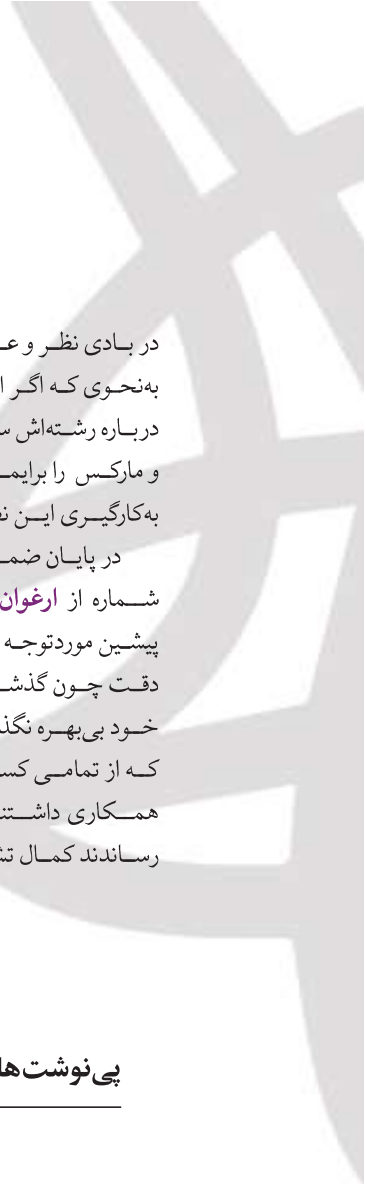 در بادی نظر و
به‌نحوی که اگر
درباره رشته‌اش
و مارکس را
به‌کارگیری این
در پایان
شماره از ارغوان
پیشین موردتوجه
دقت چون
خود بی‌بهره
که از تمامی
همکاری
رساندند کمال
پی‌نوشت‌ها